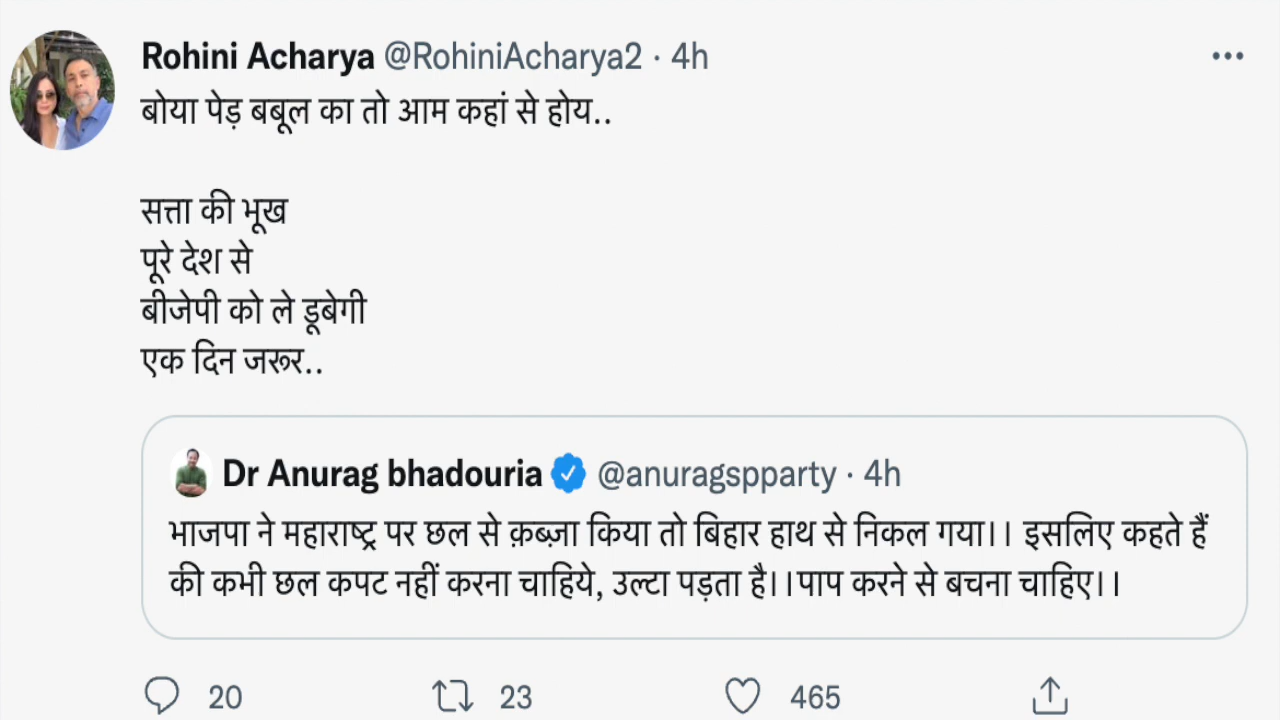 Rohini Acharya @RohiniAcharya2 · 4h
बोया पेड़ बबूल का तो आम कहां से होय..
सत्ता की भूख
पूरे देश से
बीजेपी को ले डूबेगी
एक दिन जरूर..
Dr Anurag bhadouria @anuragspparty · 4h
भाजपा ने महाराष्ट्र पर छल से क़ब्ज़ा किया तो बिहार हाथ से निकल गया।। इसलिए कहते हैं
की कभी छल कपट नहीं करना चाहिये, उल्टा पड़ता है।।पाप करने से बचना चाहिए।।
20 23 465